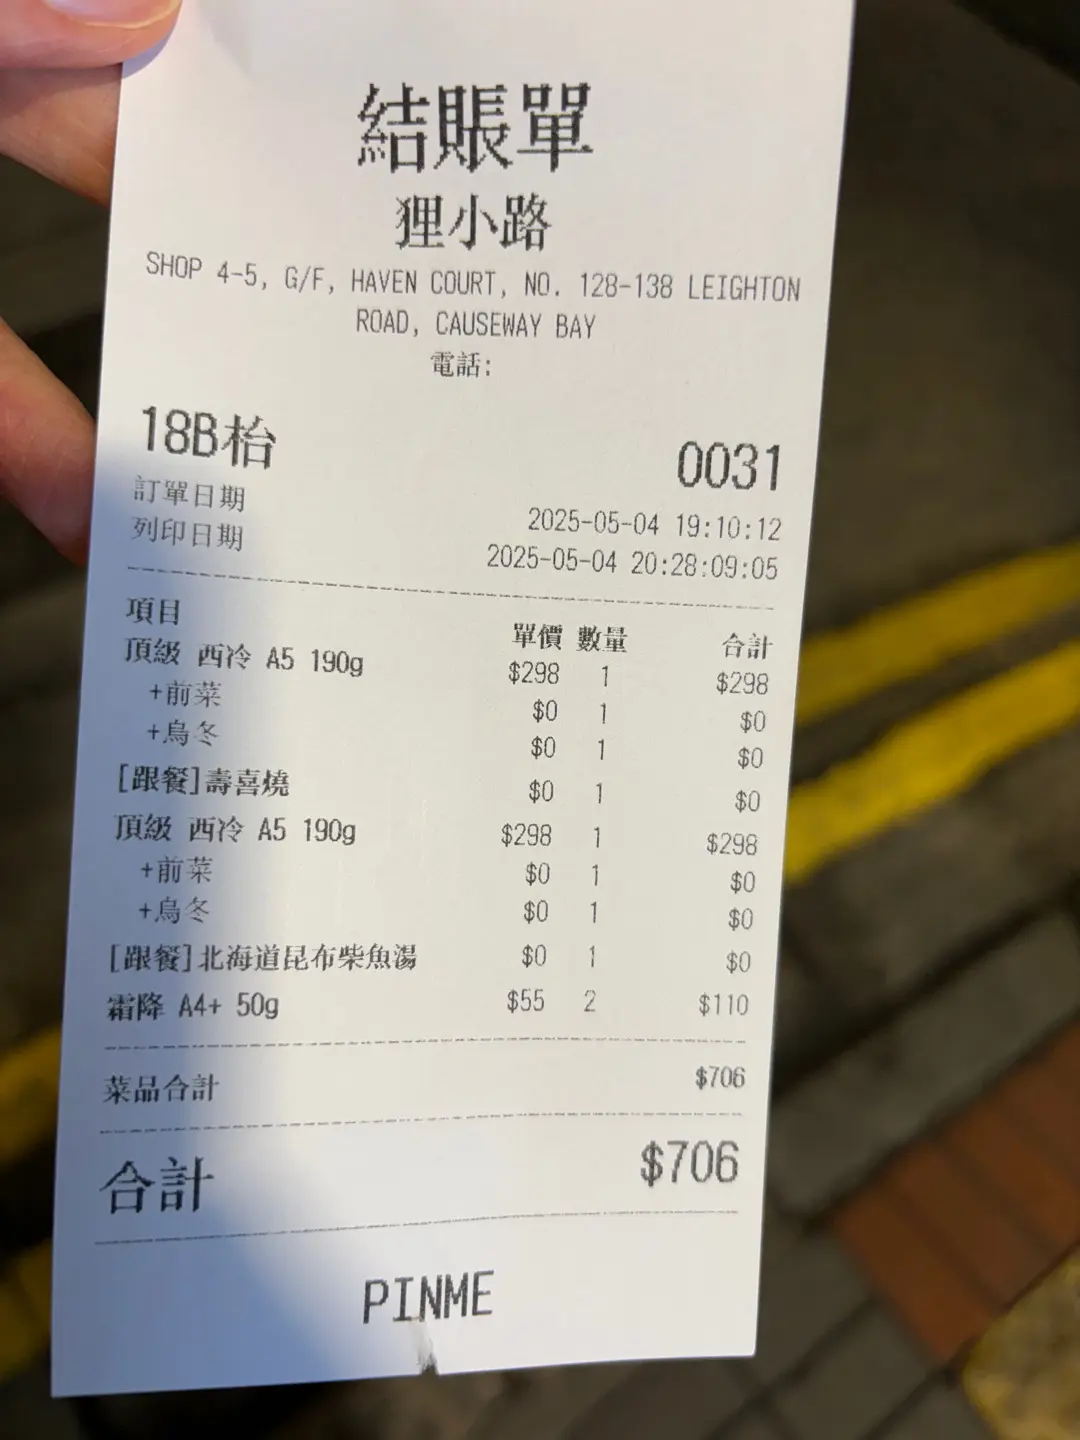 結賬單
狸小路
SHOP 4-5, G/F, HAVEN COURT, NO. 128-138 LEIGHTON
ROAD, CAUSEWAY BAY
電話:
18B枱 0031
訂單日期 2025-05-04 19:10:12
列印日期 2025-05-04 20:28:09:05
項目 單價 數量 合計
頂級 西冷 A5 190g $298 1 $298
+前菜 $0 1 $0
+烏冬 $0 1 $0
[跟餐]壽喜燒 $0 1 $0
頂級 西冷 A5 190g $298 1 $298
+前菜 $0 1 $0
+烏冬 $0 1 $0
[跟餐]北海道昆布柴魚湯 $0 1 $0
霜降 A4+ 50g $55 2 $110
菜品合計 $706
合計 $706
PINME